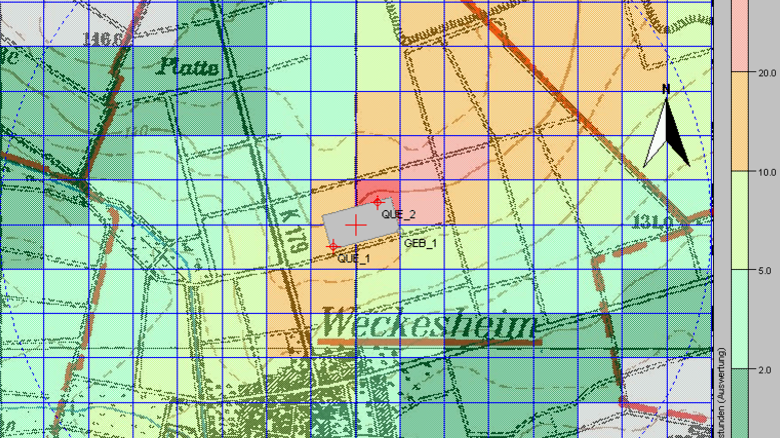 146.6
Platte
N
20.0
10.0
QUE_2
131.0
K 179
GEB_1
QUE_1
5.0
Weckesheim
2.0
stunden (Auswertung)